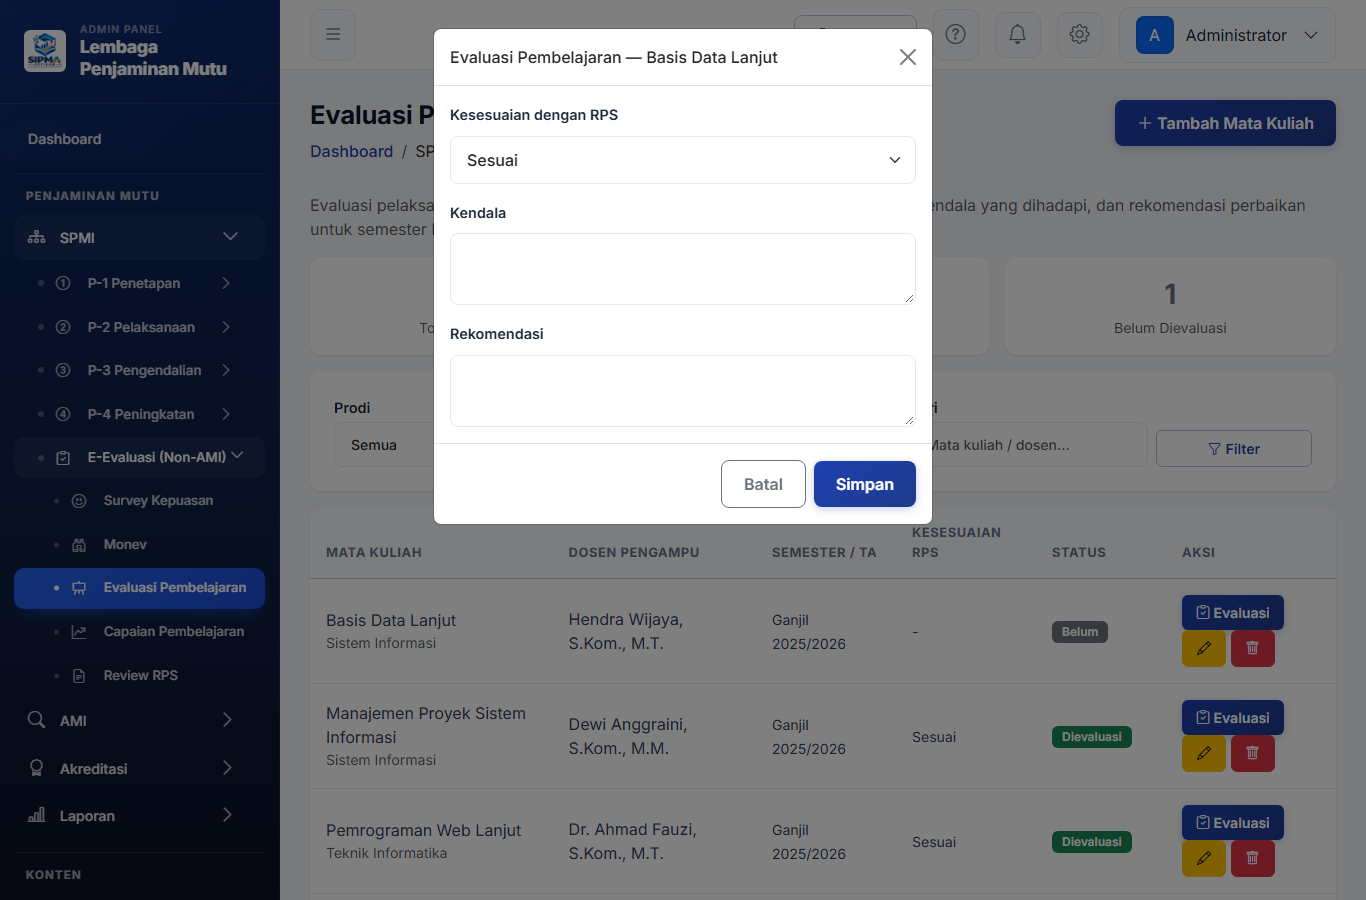 ADMIN PANEL
Lembaga
Penjaminan Mutu
SIPMA
Dashboard
PENJAMINAN MUTU
SPMI
1 P-1 Penetapan
2 P-2 Pelaksanaan
3 P-3 Pengendalian
4 P-4 Peningkatan
E-Evaluasi (Non-AMI)
Survey Kepuasan
Monev
Evaluasi Pembelajaran
Capaian Pembelajaran
Review RPS
AMI
Akreditasi
Laporan
KONTEN
?
A Administrator
Evaluasi P
Dashboard / SP
+ Tambah Mata Kuliah
Evaluasi pelaksa endala yang dihadapi, dan rekomendasi perbaikan
untuk semester
To
1
Belum Dievaluasi
Prodi
Semua
ri
Mata kuliah / dosen...
Filter
Evaluasi Pembelajaran — Basis Data Lanjut
Kesesuaian dengan RPS
Sesuai
Kendala
Rekomendasi
Batal
Simpan
MATA KULIAH DOSEN PENGAMPU SEMESTER / TA KESESUAIAN RPS STATUS AKSI
Basis Data Lanjut
Sistem Informasi
Hendra Wijaya,
S.Kom., M.T.
Ganjil
2025/2026
-
Belum
Evaluasi
Manajemen Proyek Sistem
Informasi
Sistem Informasi
Dewi Anggraini,
S.Kom., M.M.
Ganjil
2025/2026
Sesuai
Dievaluasi
Evaluasi
Pemrograman Web Lanjut
Teknik Informatika
Dr. Ahmad Fauzi,
S.Kom., M.T.
Ganjil
2025/2026
Sesuai
Dievaluasi
Evaluasi